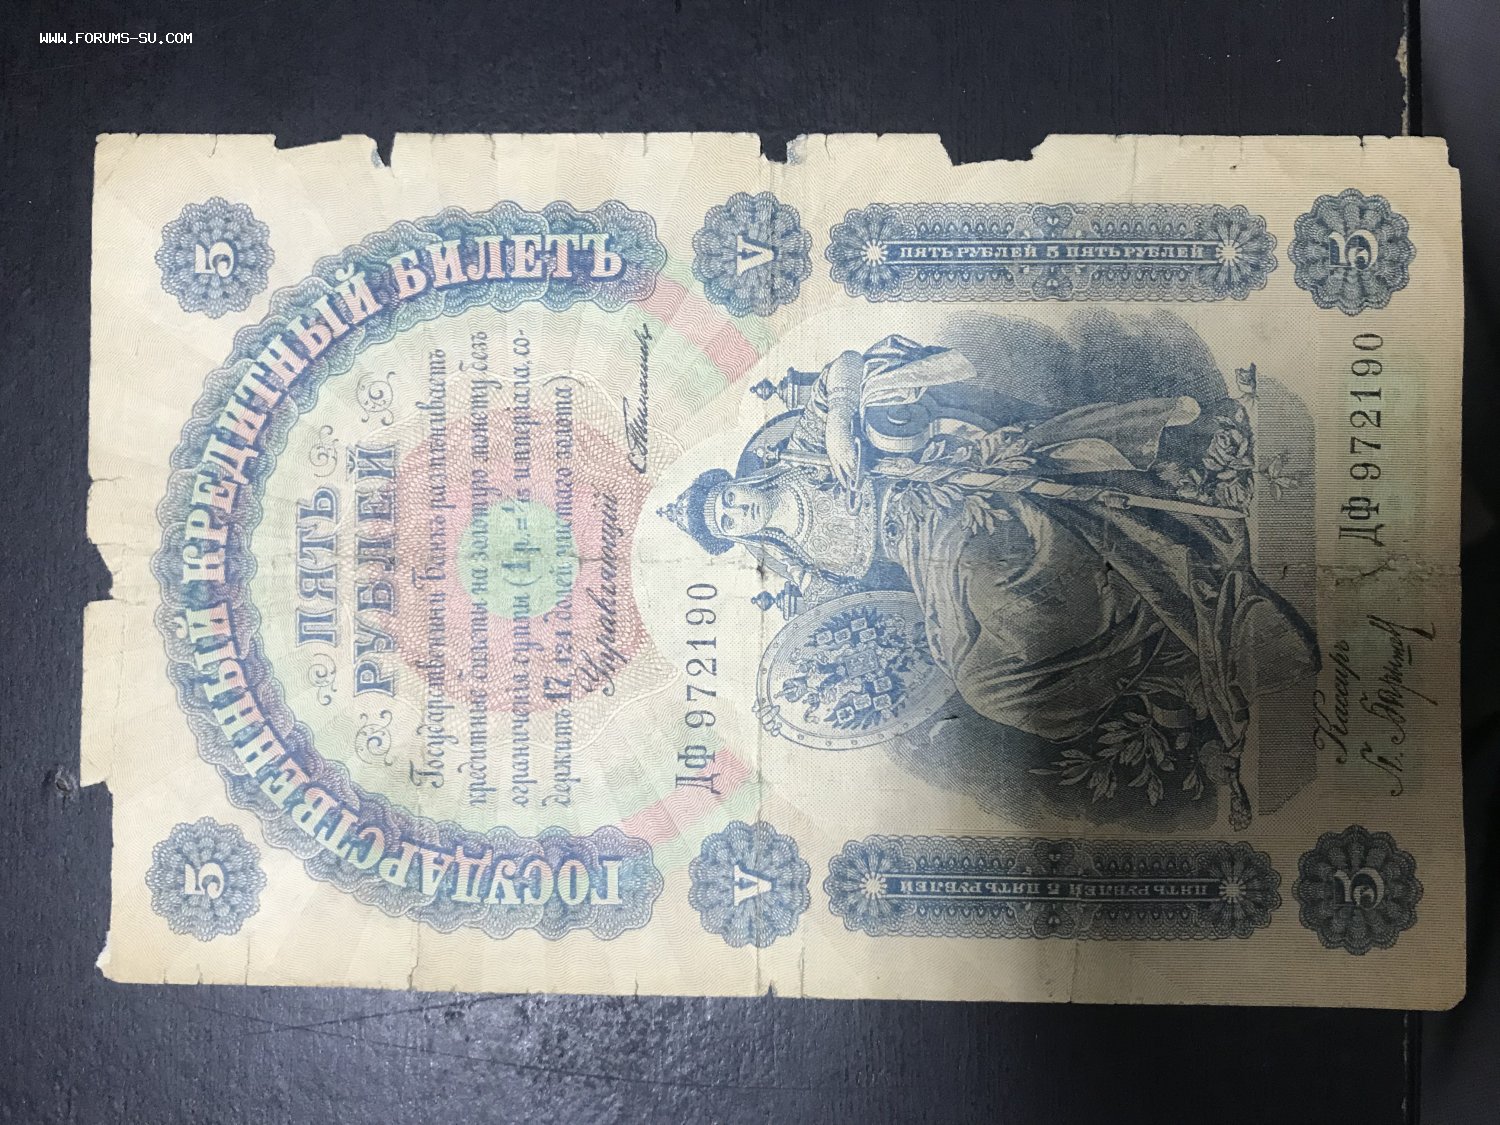 WWW.FORUMS-SU.COM
5
5
ГОСУДАРСТВЕННЫЙ КРЕДИТНЫЙ БИЛЕТЪ
ПЯТЬ
РУБЛЕЙ
Государственный Банкъ размѣниваетъ
кредитные билеты на золотую монету безъ
ограниченія суммы (1 р. = 1/15 имперіала, со-
держитъ 17,424 долей чистаго золота)
Управляющій
ДФ 972190
V
V
ПЯТЬ РУБЛЕЙ 5 ПЯТЬ РУБЛЕЙ
ПЯТЬ РУБЛЕЙ 5 ПЯТЬ РУБЛЕЙ
Кассиръ
ДФ 972190
5
5